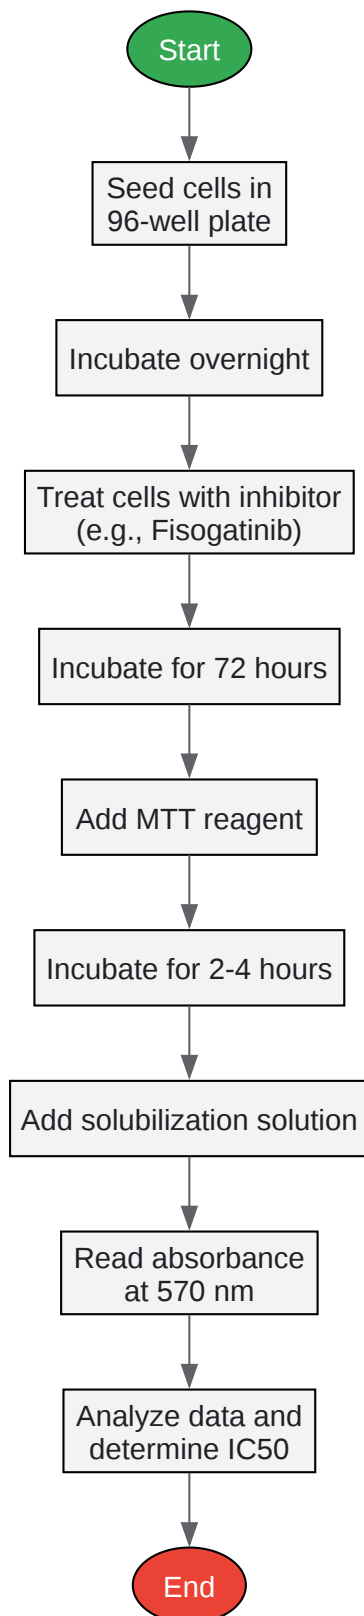 Start
Seed cells in
96-well plate
Incubate overnight
Treat cells with inhibitor
(e.g., Fisogatinib)
Incubate for 72 hours
Add MTT reagent
Incubate for 2-4 hours
Add solubilization solution
Read absorbance
at 570 nm
Analyze data and
determine IC50
End